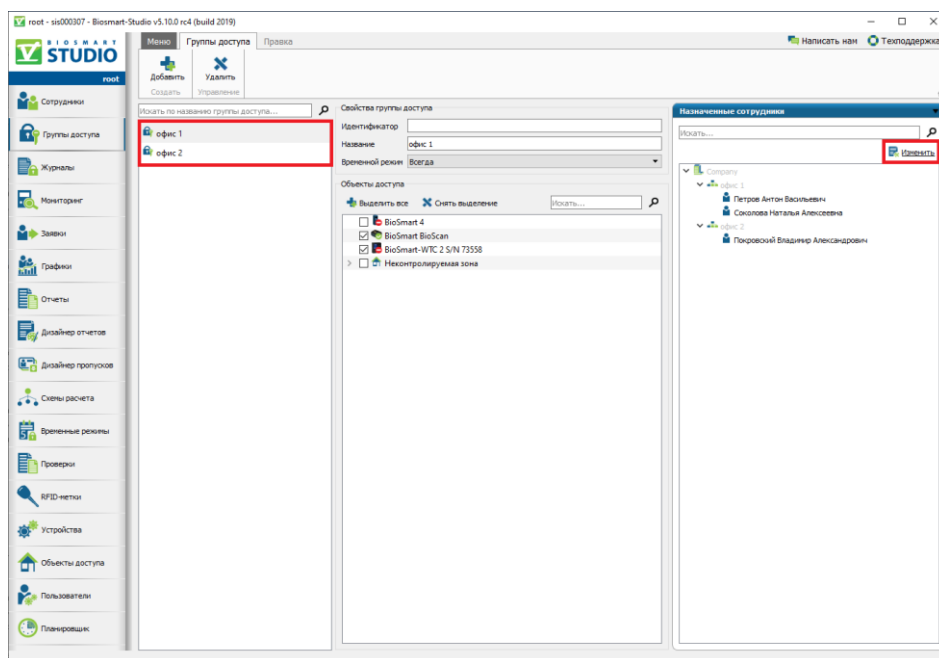 root - sis000307 - Biosmart-Studio v5.10.0 rc4 (build 2019)
BIOSMART
STUDIO
root
Меню Группы доступа Правка
Написать нам Техподдержка
Добавить Удалить
Создать Управление
Сотрудники
Группы доступа
Журналы
Мониторинг
Заявки
Графики
Отчеты
Дизайнер отчетов
Дизайнер пропусков
Схемы расчета
Временные режимы
Проверки
RFID-метки
Устройства
Объекты доступа
Пользователи
Планировщик
Искать по названию группы доступа...
офис 1
офис 2
Свойства группы доступа
Идентификатор
Название офис 1
Временной режим Всегда
Объекты доступа
Выделить все Снять выделение Искать...
BioSmart 4
BioSmart BioScan
BioSmart-WTC 2 S/N 73558
Неконтролируемая зона
Назначенные сотрудники
Искать...
Изменить
Company
офис 1
Петров Антон Васильевич
Соколова Наталья Алексеевна
офис 2
Покровский Владимир Александрович